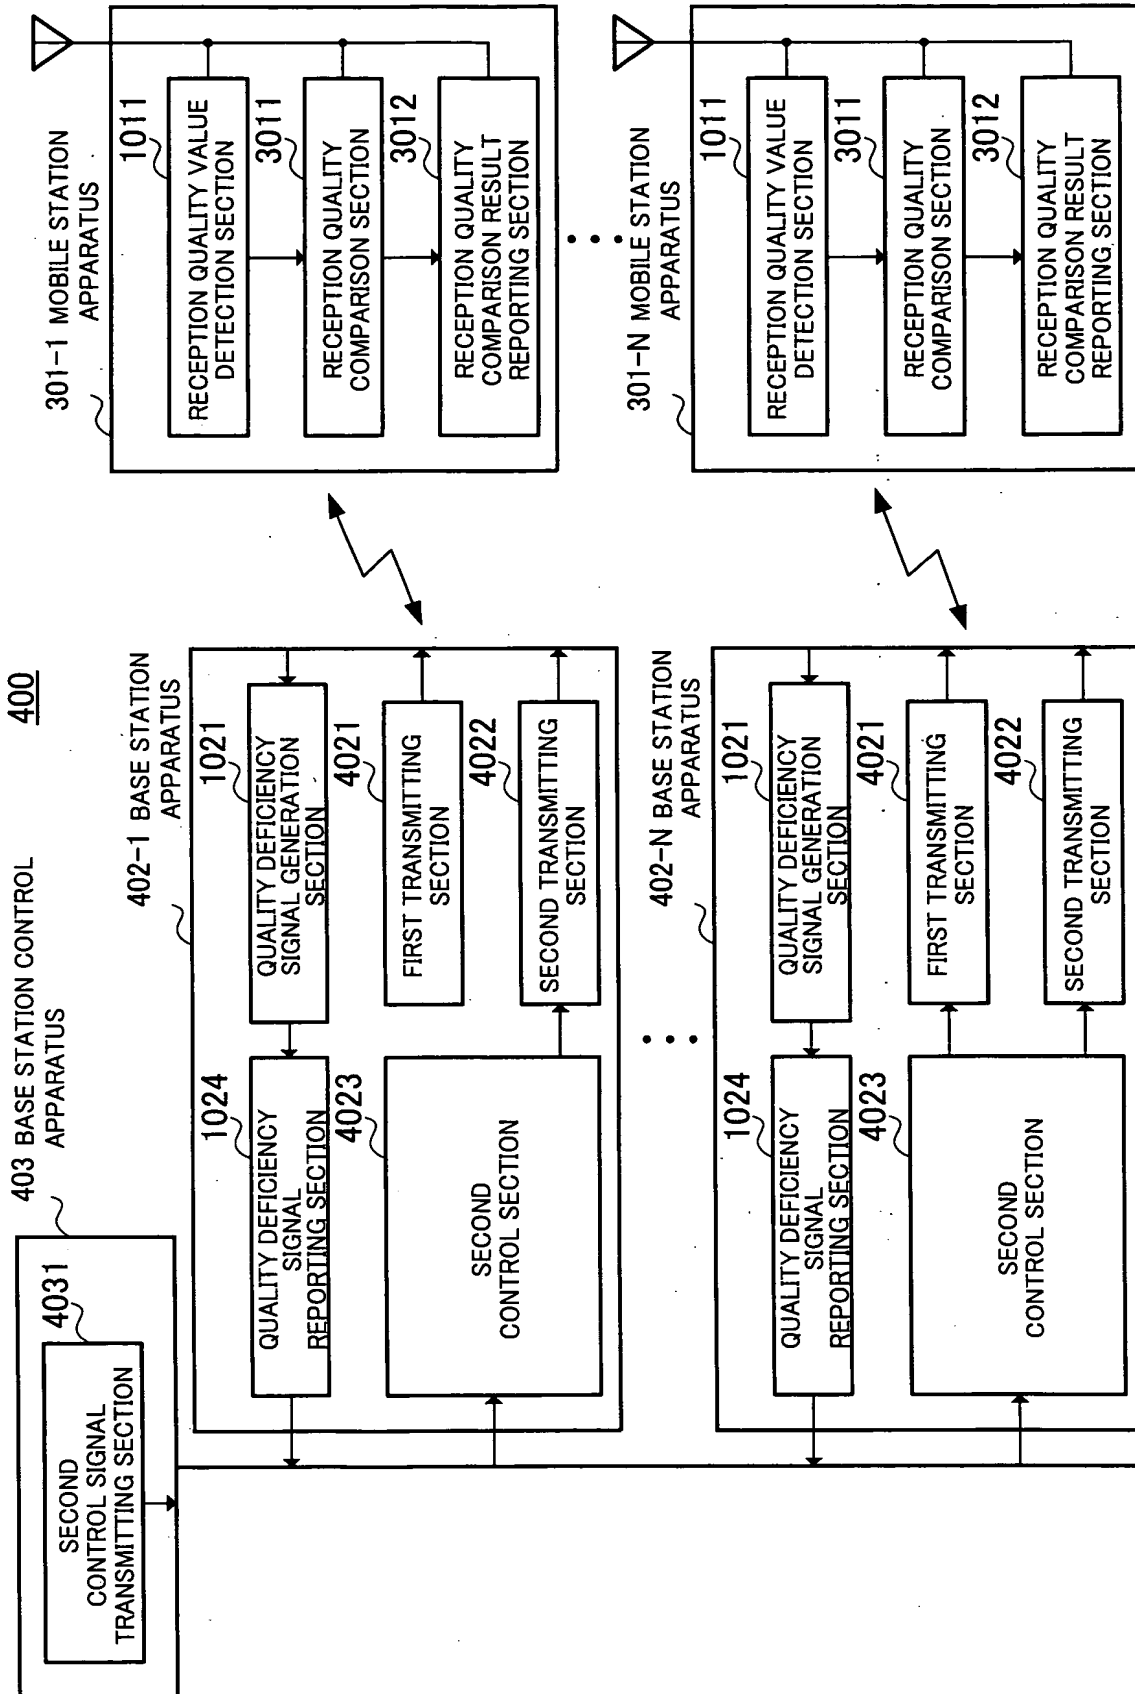 400
403 BASE STATION CONTROL
APPARATUS
4031
SECOND
CONTROL SIGNAL
TRANSMITTING SECTION
402-1 BASE STATION
APPARATUS
1024
QUALITY DEFICIENCY
SIGNAL
REPORTING SECTION
1021
QUALITY DEFICIENCY
SIGNAL GENERATION
SECTION
4023
SECOND
CONTROL SECTION
4021
FIRST TRANSMITTING
SECTION
4022
SECOND TRANSMITTING
SECTION
402-N BASE STATION
APPARATUS
1024
QUALITY DEFICIENCY
SIGNAL
REPORTING SECTION
1021
QUALITY DEFICIENCY
SIGNAL GENERATION
SECTION
4023
SECOND
CONTROL SECTION
4021
FIRST TRANSMITTING
SECTION
4022
SECOND TRANSMITTING
SECTION
301-1 MOBILE STATION
APPARATUS
1011
RECEPTION QUALITY VALUE
DETECTION SECTION
3011
RECEPTION QUALITY
COMPARISON SECTION
3012
RECEPTION QUALITY
COMPARISON RESULT
REPORTING SECTION
301-N MOBILE STATION
APPARATUS
1011
RECEPTION QUALITY VALUE
DETECTION SECTION
3011
RECEPTION QUALITY
COMPARISON SECTION
3012
RECEPTION QUALITY
COMPARISON RESULT
REPORTING SECTION